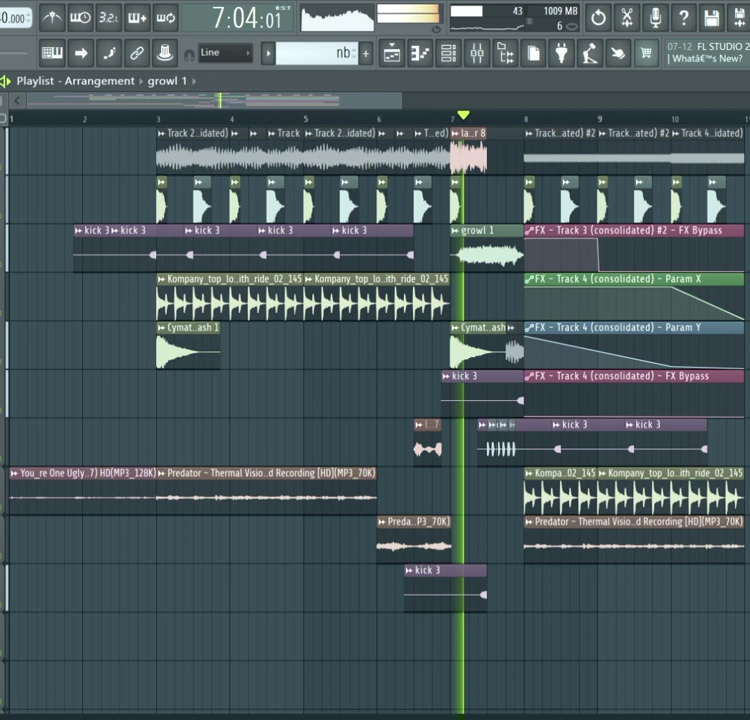 40.000 3.2: 7:04:01 B:S:T 43 1009 MB
6
Line nb 07-12 FL STUDIO 2
| Whatâ€™s New?
Playlist - Arrangement › growl 1 ›
1 2 3 4 5 6 7 8 9 10 11
Track 2..idated) Track Track 2..idated) T...ed) la..r 8 Track..ated) #2 Track..ated) #2 Track 4..idated)
kick 3 kick 3 kick 3 kick 3 kick 3 growl 1 FX - Track 3 (consolidated) #2 - FX Bypass
Kompany_top_lo..ith_ride_02_145 Kompany_top_lo..ith_ride_02_145 FX - Track 4 (consolidated) - Param X
Cymat..ash 1 Cymat..ash FX - Track 4 (consolidated) - Param Y
kick 3 FX - Track 4 (consolidated) - FX Bypass
l..7 kick 3 kick 3
You_re One Ugly..7) HD(MP3_128K) Predator - Thermal Visio..d Recording [HD](MP3_70K) Kompa..02_145 Kompany_top_lo..ith_ride_02_145
Preda..P3_70K) Predator - Thermal Visio..d Recording [HD](MP3_70K)
kick 3